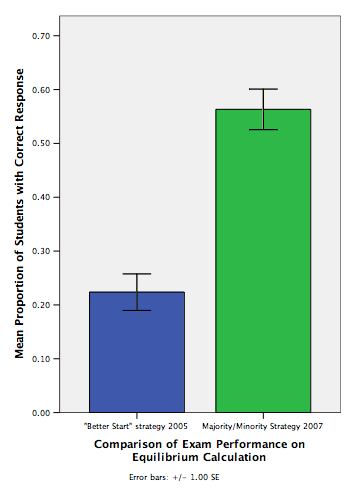 0.70
0.60
0.50
0.40
0.30
0.20
0.10
0.00
Mean Proportion of Students with Correct Response
"Better Start" strategy 2005
Majority/Minority Strategy 2007
Comparison of Exam Performance on
Equilibrium Calculation
Error bars: +/- 1.00 SE